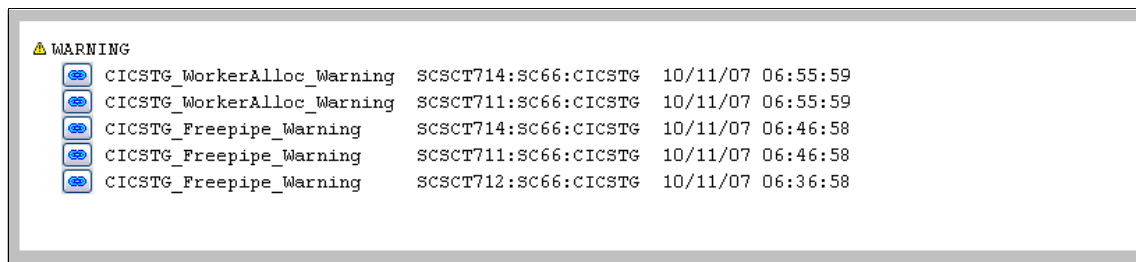 WARNING
CICSTG_WorkerAlloc_Warning SCSCT714:SC66:CICSTG 10/11/07 06:55:59
CICSTG_WorkerAlloc_Warning SCSCT711:SC66:CICSTG 10/11/07 06:55:59
CICSTG_Freepipe_Warning SCSCT714:SC66:CICSTG 10/11/07 06:46:58
CICSTG_Freepipe_Warning SCSCT711:SC66:CICSTG 10/11/07 06:46:58
CICSTG_Freepipe_Warning SCSCT712:SC66:CICSTG 10/11/07 06:36:58